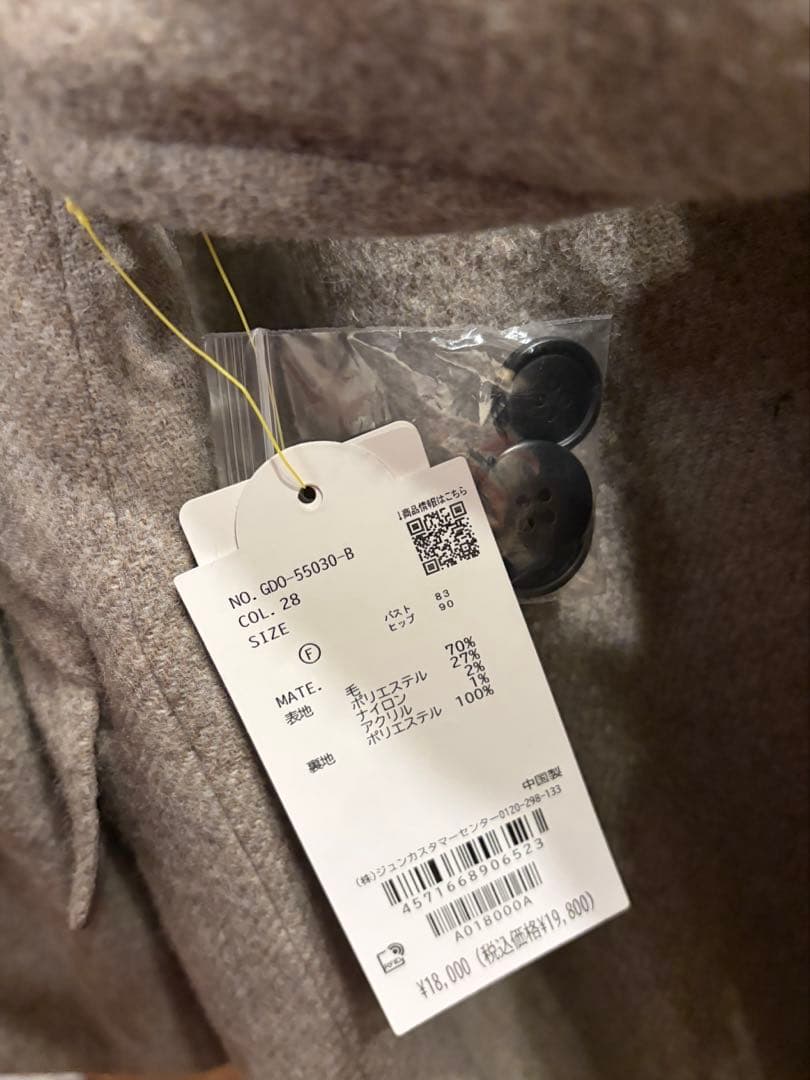 ↓商品情報はこちら
NO. GDO-55030-B
COL. 28
SIZE
バスト 83
ヒップ 90
F
MATE. 毛 70%
表地 ポリエステル 27%
ナイロン 2%
アクリル 1%
裏地 ポリエステル 100%
中国製
(株)ジュンカスタマーセンター0120-298-133
4571668906523
A018000A
¥18,000 (税込価格¥19,800)